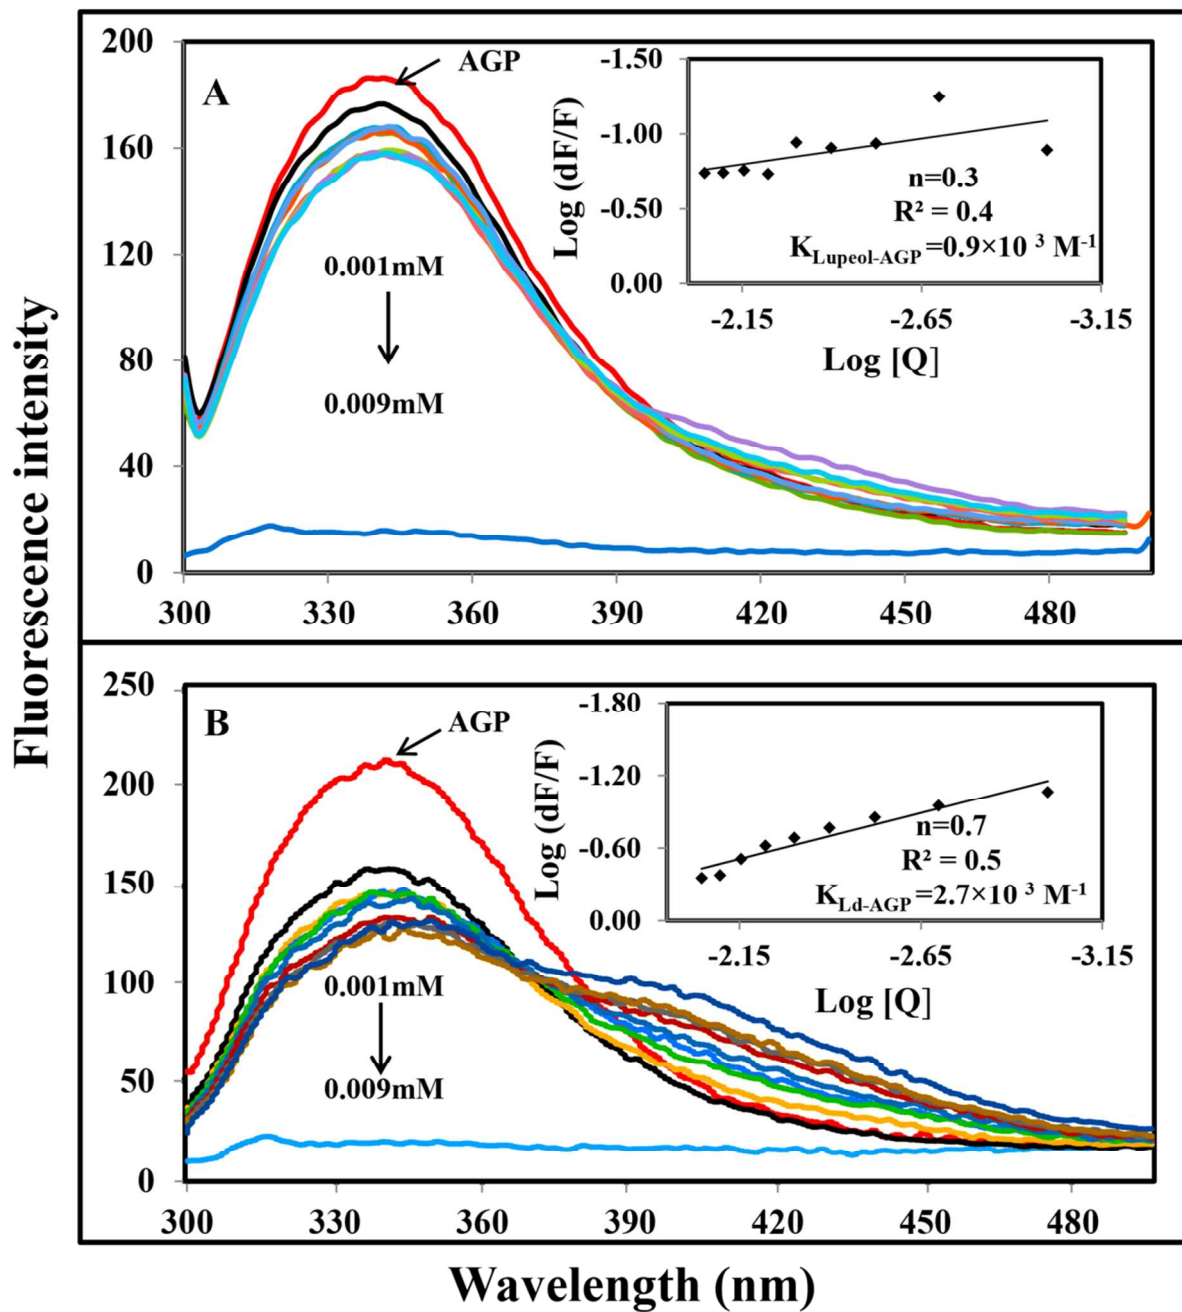 Fluorescence intensity
200
160
120
80
40
0
300
330
360
390
420
450
480
A
AGP
0.001mM
0.009mM
Log (dF/F)
-1.50
-1.00
-0.50
0.00
-2.15
-2.65
-3.15
Log [Q]
n=0.3
R² = 0.4
K Lupeol-AGP =0.9×10 ³ M⁻¹
250
200
150
100
50
0
300
330
360
390
420
450
480
B
AGP
0.001mM
0.009mM
Log (dF/F)
-1.80
-1.20
-0.60
0.00
-2.15
-2.65
-3.15
Log [Q]
n=0.7
R² = 0.5
K Ld-AGP =2.7×10 ³ M⁻¹
Wavelength (nm)